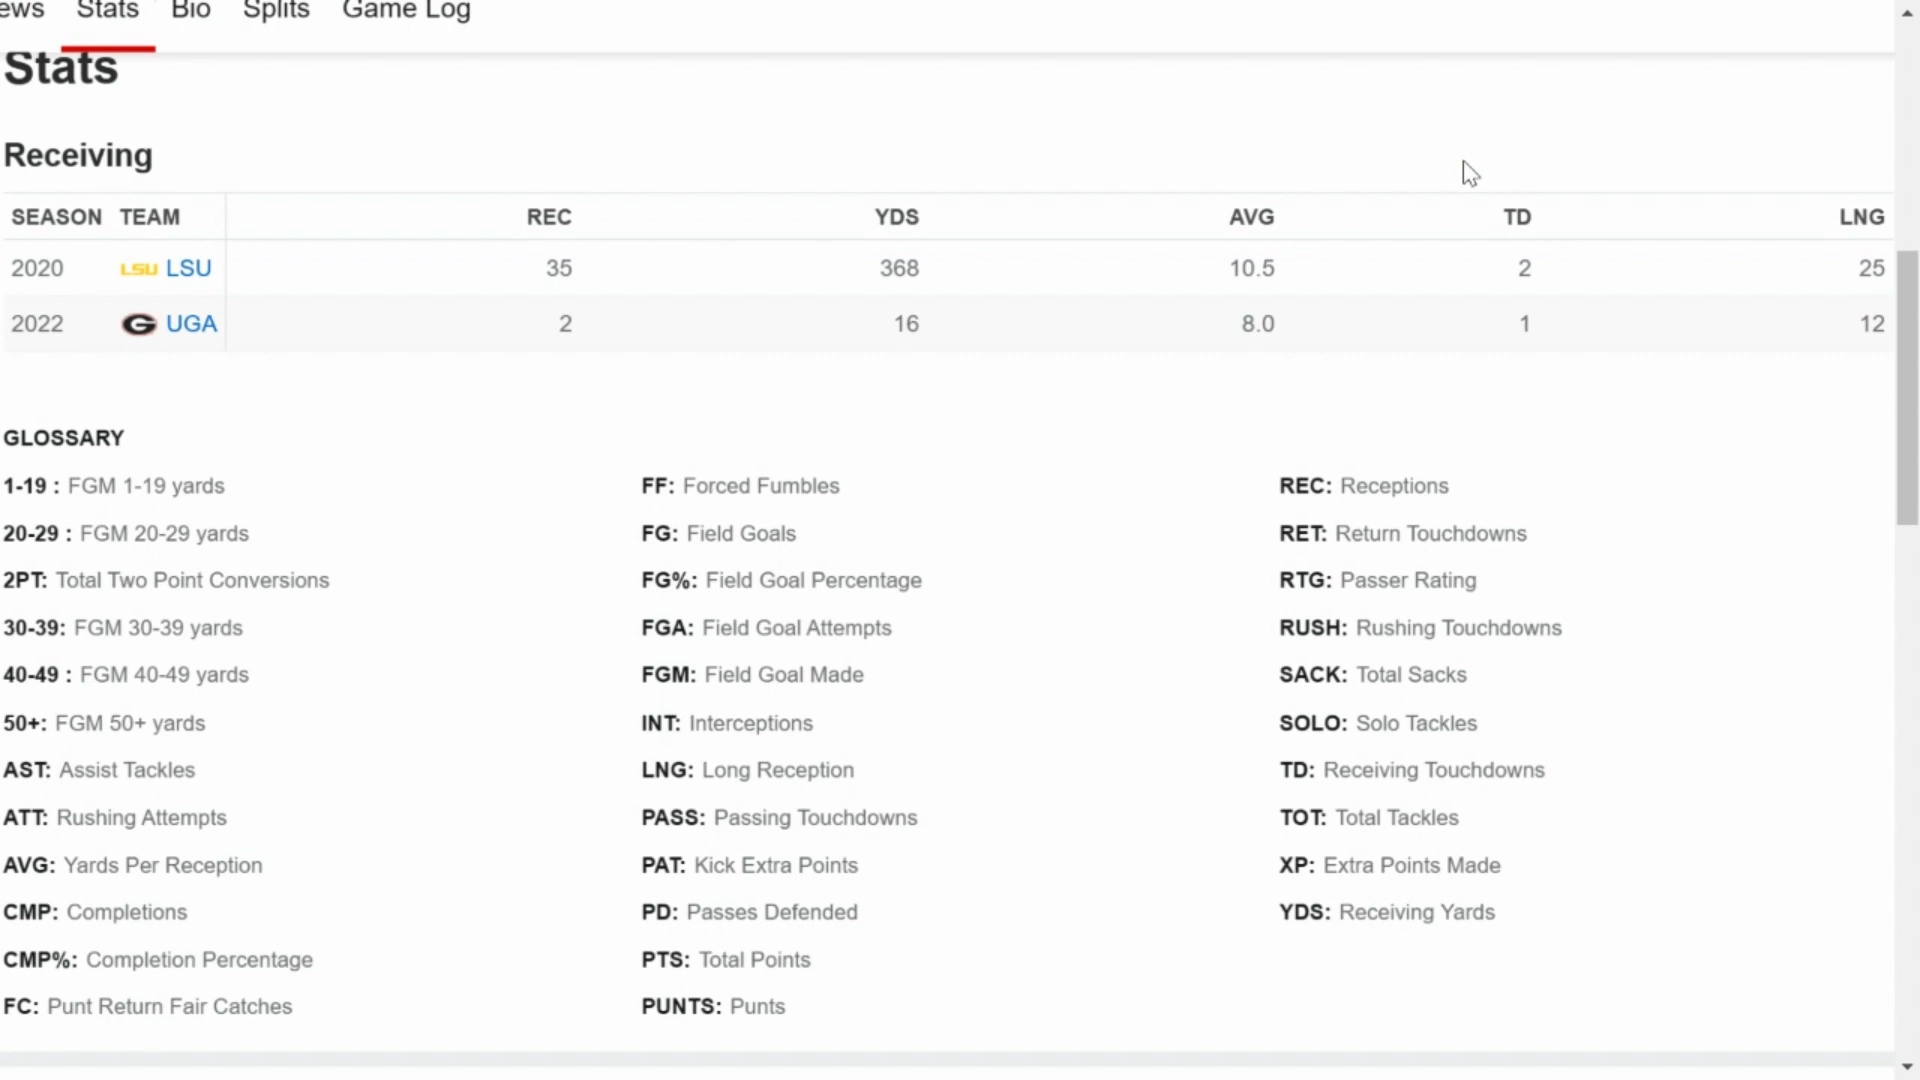 ews Stats Bio Splits Game Log
Stats
Receiving
SEASON TEAM REC YDS AVG TD LNG
2020 LSU LSU 35 368 10.5 2 25
2022 G UGA 2 16 8.0 1 12
GLOSSARY
1-19 : FGM 1-19 yards
20-29 : FGM 20-29 yards
2PT: Total Two Point Conversions
30-39: FGM 30-39 yards
40-49 : FGM 40-49 yards
50+: FGM 50+ yards
AST: Assist Tackles
ATT: Rushing Attempts
AVG: Yards Per Reception
CMP: Completions
CMP%: Completion Percentage
FC: Punt Return Fair Catches
FF: Forced Fumbles
FG: Field Goals
FG%: Field Goal Percentage
FGA: Field Goal Attempts
FGM: Field Goal Made
INT: Interceptions
LNG: Long Reception
PASS: Passing Touchdowns
PAT: Kick Extra Points
PD: Passes Defended
PTS: Total Points
PUNTS: Punts
REC: Receptions
RET: Return Touchdowns
RTG: Passer Rating
RUSH: Rushing Touchdowns
SACK: Total Sacks
SOLO: Solo Tackles
TD: Receiving Touchdowns
TOT: Total Tackles
XP: Extra Points Made
YDS: Receiving Yards